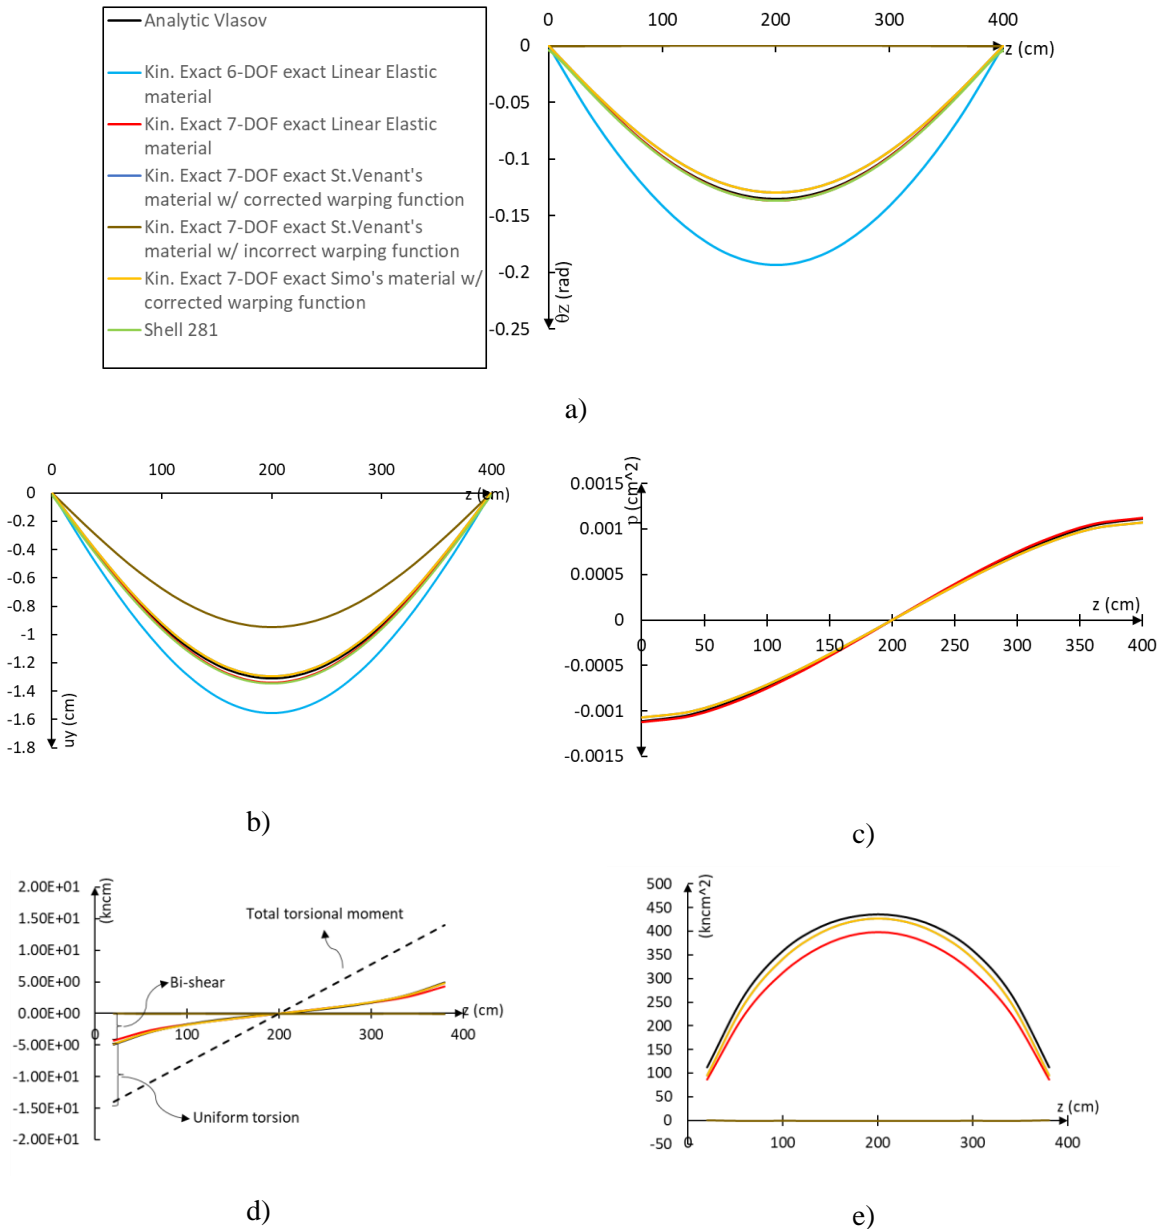 Analytic Vlasov
Kin. Exact 6-DOF exact Linear Elastic
material
Kin. Exact 7-DOF exact Linear Elastic
material
Kin. Exact 7-DOF exact St.Venant's
material w/ corrected warping function
Kin. Exact 7-DOF exact St.Venant's
material w/ incorrect warping function
Kin. Exact 7-DOF exact Simo's material w/
corrected warping function
Shell 281
0 100 200 300 400
z (cm)
0
-0.05
-0.1
-0.15
-0.2
-0.25
θz (rad)
a)
0 100 200 300 400
z (cm)
0
-0.2
-0.4
-0.6
-0.8
-1
-1.2
-1.4
-1.6
-1.8
uy (cm)
b)
p (cm^2)
0.0015
0.001
0.0005
0
-0.0005
-0.001
-0.0015
z (cm)
0 50 100 150 200 250 300 350 400
c)
(kncm)
2.00E+01
1.50E+01
1.00E+01
5.00E+00
0.00E+00
-5.00E+00
-1.00E+01
-1.50E+01
-2.00E+01
Total torsional moment
Bi-shear
z (cm)
0 100 200 300 400
Uniform torsion
d)
(kncm^2)
500
450
400
350
300
250
200
150
100
50
0
-50
z (cm)
0 100 200 300 400
e)